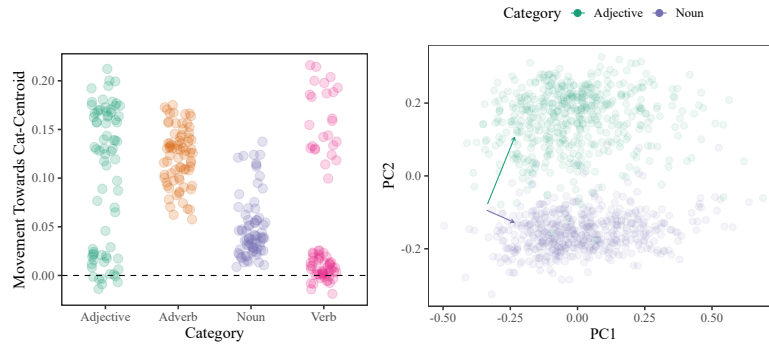 Category Adjective Noun
Movement Towards Cat-Centroid
0.20
0.15
0.10
0.05
0.00
Adjective Adverb Noun Verb
Category
PC2
0.2
0.0
-0.2
-0.50 -0.25 0.00 0.25 0.50
PC1